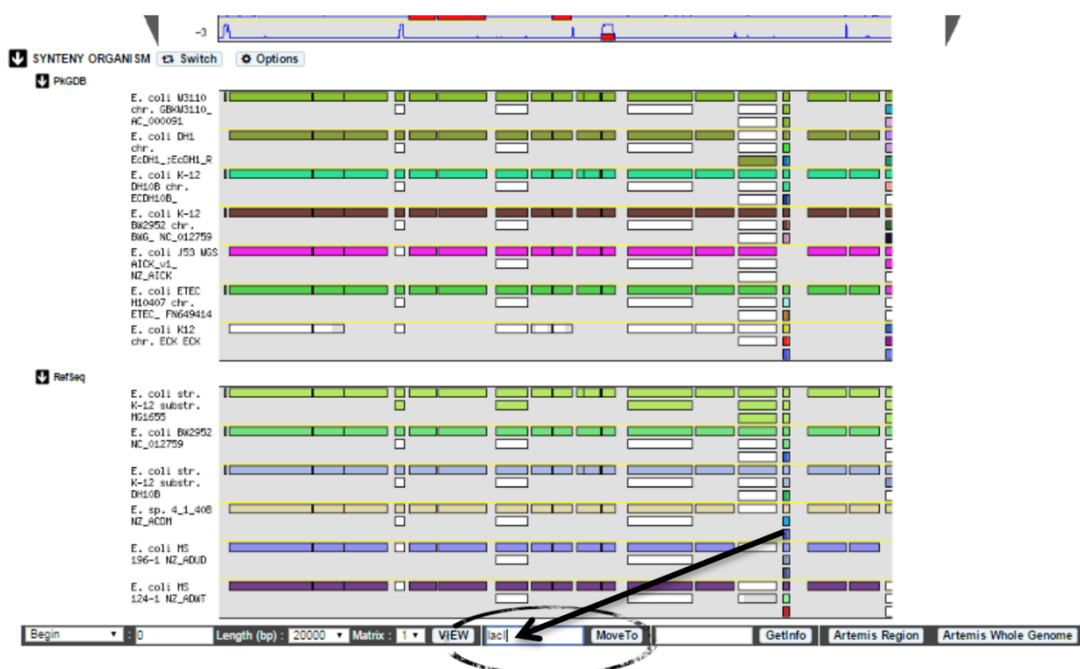 -3
SYNTENY ORGANISM Switch Options
PkGDB
E. coli W3110
chr. GBKW3110_
AC_000091
E. coli DH1
chr.
EcDH1_;EcDH1_R
E. coli K-12
DH10B chr.
ECDH10B_
E. coli K-12
BW2952 chr.
BWG_ NC_012759
E. coli J53 WGS
AICK_v1_
NZ_AICK
E. coli ETEC
H10407 chr.
ETEC_ FN649414
E. coli K12
chr. ECK ECK
RefSeq
E. coli str.
K-12 substr.
MG1655
E. coli BW2952
NC_012759
E. coli str.
K-12 substr.
DH10B
E. sp. 4_1_40B
NZ_ACDM
E. coli MS
196-1 NZ_ADUD
E. coli MS
124-1 NZ_ADWT
Begin : 0 Length (bp) : 20000 Matrix : 1 VIEW lacI MoveTo GetInfo Artemis Region Artemis Whole Genome